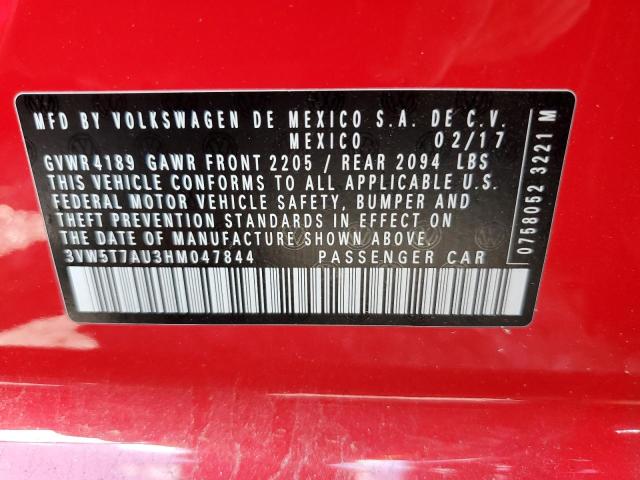 MFD BY VOLKSWAGEN DE MEXICO S.A. DE C.V.
MEXICO 02/17
GVWR 4189 GAWR FRONT 2205 / REAR 2094 LBS
THIS VEHICLE CONFORMS TO ALL APPLICABLE U.S.
FEDERAL MOTOR VEHICLE SAFETY, BUMPER AND
THEFT PREVENTION STANDARDS IN EFFECT ON
THE DATE OF MANUFACTURE SHOWN ABOVE.
3VW5T7AU3HM047844 PASSENGER CAR
0758052 3221 M